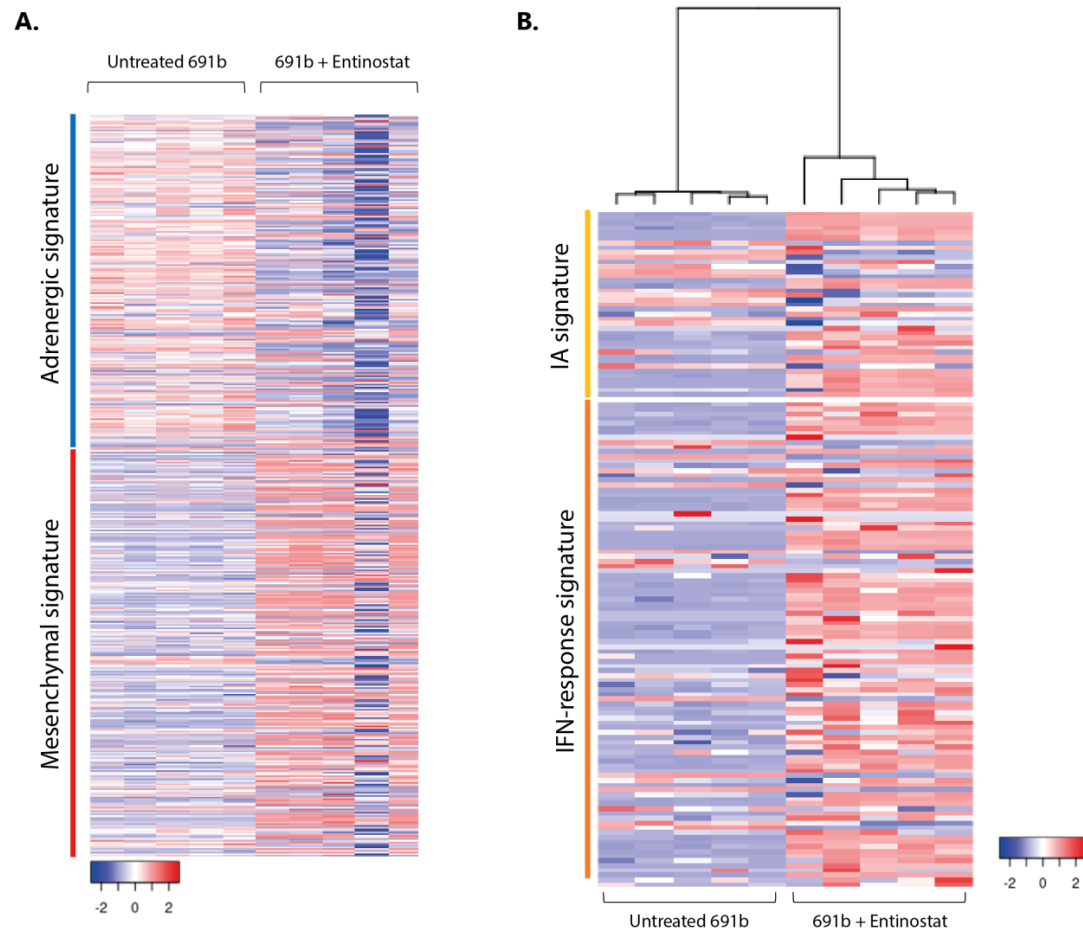 A.
Untreated 691b
691b + Entinostat
Adrenergic signature
Mesenchymal signature
-2 0 2
B.
IA signature
IFN-response signature
-2 0 2
Untreated 691b
691b + Entinostat